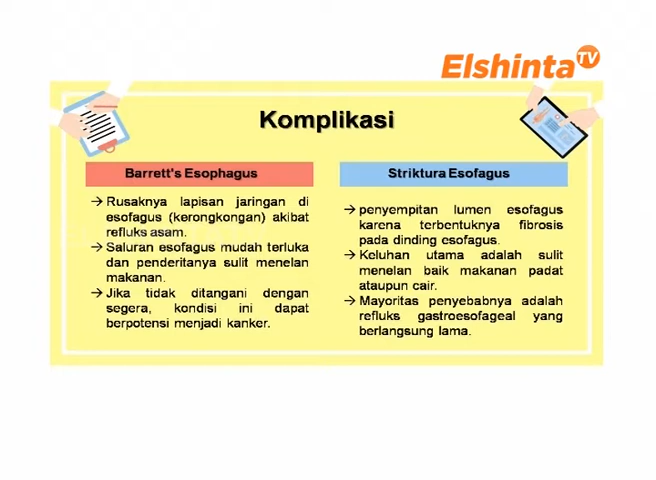 Elshinta TV
Komplikasi
Barrett's Esophagus
→ Rusaknya lapisan jaringan di
esofagus (kerongkongan) akibat
refluks asam.
→ Saluran esofagus mudah terluka
dan penderitanya sulit menelan
makanan.
→ Jika tidak ditangani dengan
segera, kondisi ini dapat
berpotensi menjadi kanker.
Striktura Esofagus
→ penyempitan lumen esofagus
karena terbentuknya fibrosis
pada dinding esofagus.
→ Keluhan utama adalah sulit
menelan baik makanan padat
ataupun cair.
→ Mayoritas penyebabnya adalah
refluks gastroesofageal yang
berlangsung lama.